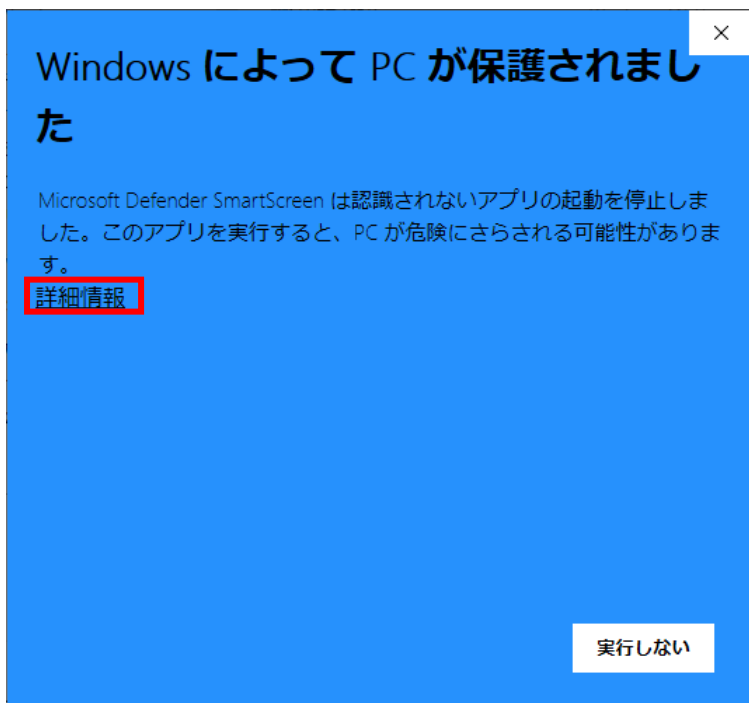 Windows によって PC が保護されまし
た
Microsoft Defender SmartScreen は認識されないアプリの起動を停止しま
した。このアプリを実行すると、PC が危険にさらされる可能性がありま
す。
詳細情報
実行しない